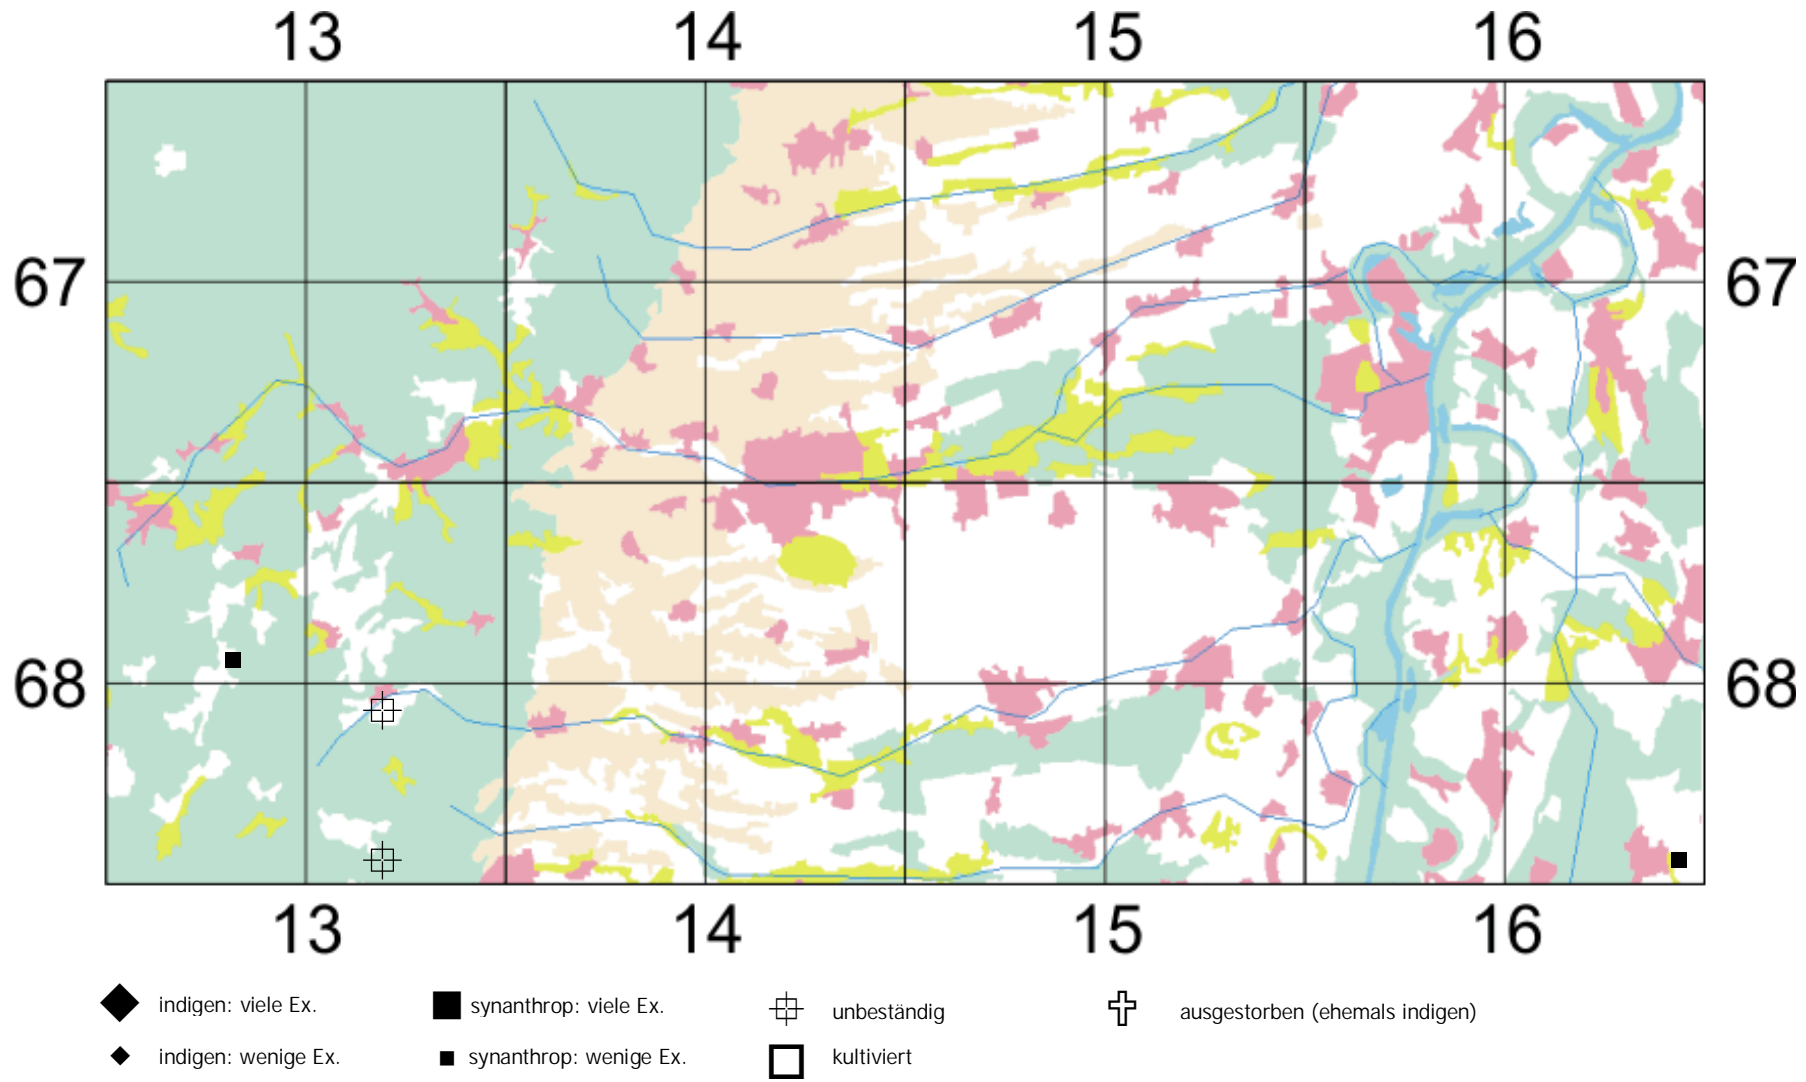 13 14 15 16
67 67
68 68
13 14 15 16
indigen: viele Ex. synanthrop: viele Ex. unbeständig ausgestorben (ehemals indigen)
indigen: wenige Ex. synanthrop: wenige Ex. kultiviert